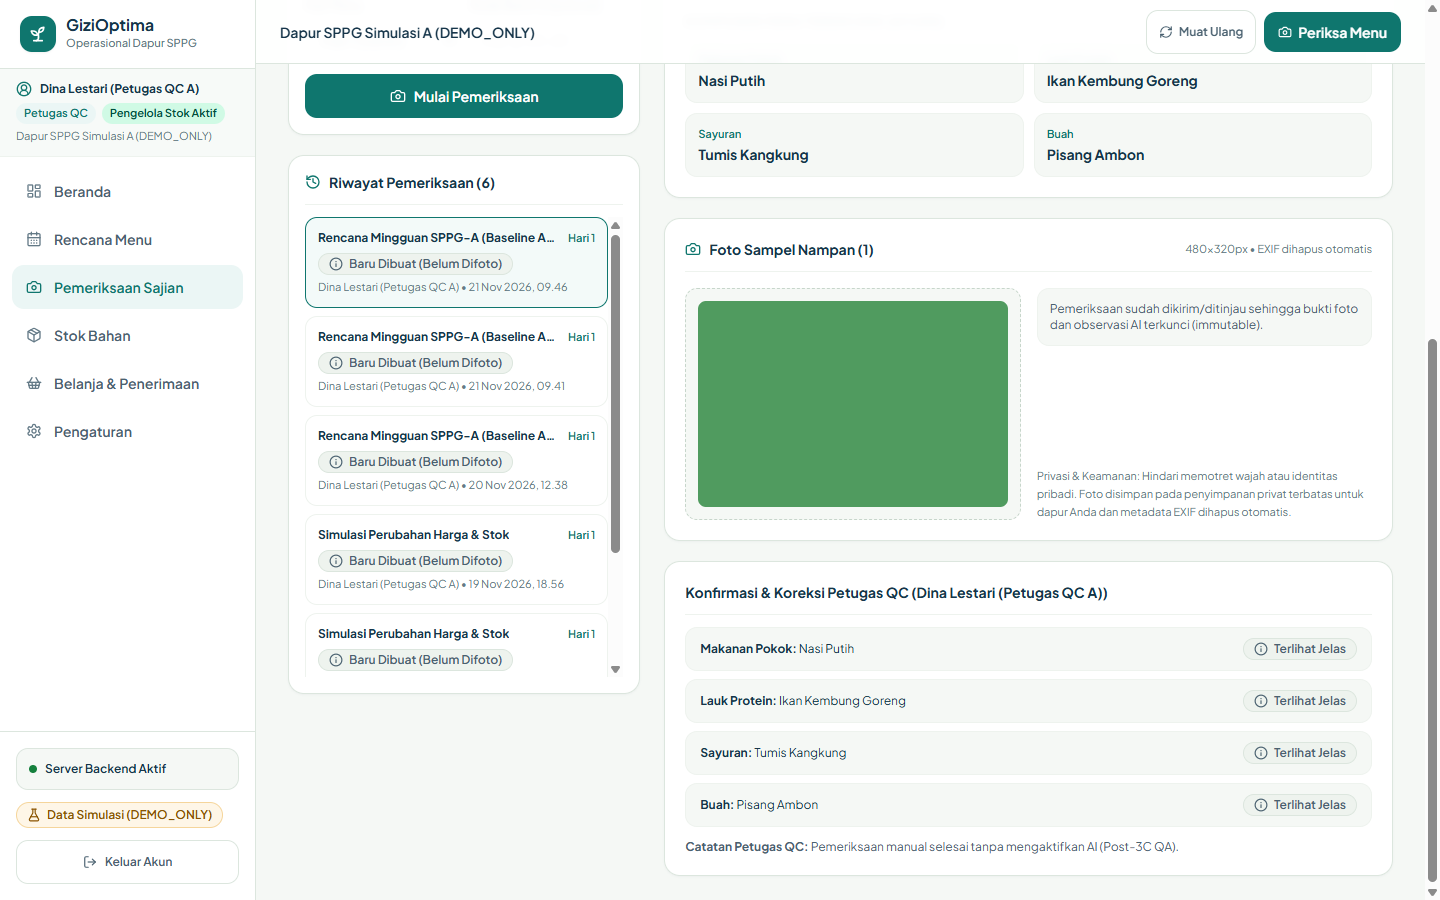 GiziOptima
Operasional Dapur SPPG
Dina Lestari (Petugas QC A)
Petugas QC
Pengelola Stok Aktif
Dapur SPPG Simulasi A (DEMO_ONLY)
Beranda
Rencana Menu
Pemeriksaan Sajian
Stok Bahan
Belanja & Penerimaan
Pengaturan
Server Backend Aktif
Data Simulasi (DEMO_ONLY)
Keluar Akun
Dapur SPPG Simulasi A (DEMO_ONLY)
Muat Ulang
Periksa Menu
Mulai Pemeriksaan
Riwayat Pemeriksaan (6)
Rencana Mingguan SPPG-A (Baseline A... Hari 1
Baru Dibuat (Belum Difoto)
Dina Lestari (Petugas QC A) • 21 Nov 2026, 09.46
Rencana Mingguan SPPG-A (Baseline A... Hari 1
Baru Dibuat (Belum Difoto)
Dina Lestari (Petugas QC A) • 21 Nov 2026, 09.41
Rencana Mingguan SPPG-A (Baseline A... Hari 1
Baru Dibuat (Belum Difoto)
Dina Lestari (Petugas QC A) • 20 Nov 2026, 12.38
Simulasi Perubahan Harga & Stok Hari 1
Baru Dibuat (Belum Difoto)
Dina Lestari (Petugas QC A) • 19 Nov 2026, 18.56
Simulasi Perubahan Harga & Stok Hari 1
Baru Dibuat (Belum Difoto)
Nasi Putih
Ikan Kembung Goreng
Sayuran
Tumis Kangkung
Buah
Pisang Ambon
Foto Sampel Nampan (1)
480×320px • EXIF dihapus otomatis
Pemeriksaan sudah dikirim/ditinjau sehingga bukti foto
dan observasi AI terkunci (immutable).
Privasi & Keamanan: Hindari memotret wajah atau identitas
pribadi. Foto disimpan pada penyimpanan privat terbatas untuk
dapur Anda dan metadata EXIF dihapus otomatis.
Konfirmasi & Koreksi Petugas QC (Dina Lestari (Petugas QC A))
Makanan Pokok: Nasi Putih
Terlihat Jelas
Lauk Protein: Ikan Kembung Goreng
Terlihat Jelas
Sayuran: Tumis Kangkung
Terlihat Jelas
Buah: Pisang Ambon
Terlihat Jelas
Catatan Petugas QC: Pemeriksaan manual selesai tanpa mengaktifkan AI (Post-3C QA).